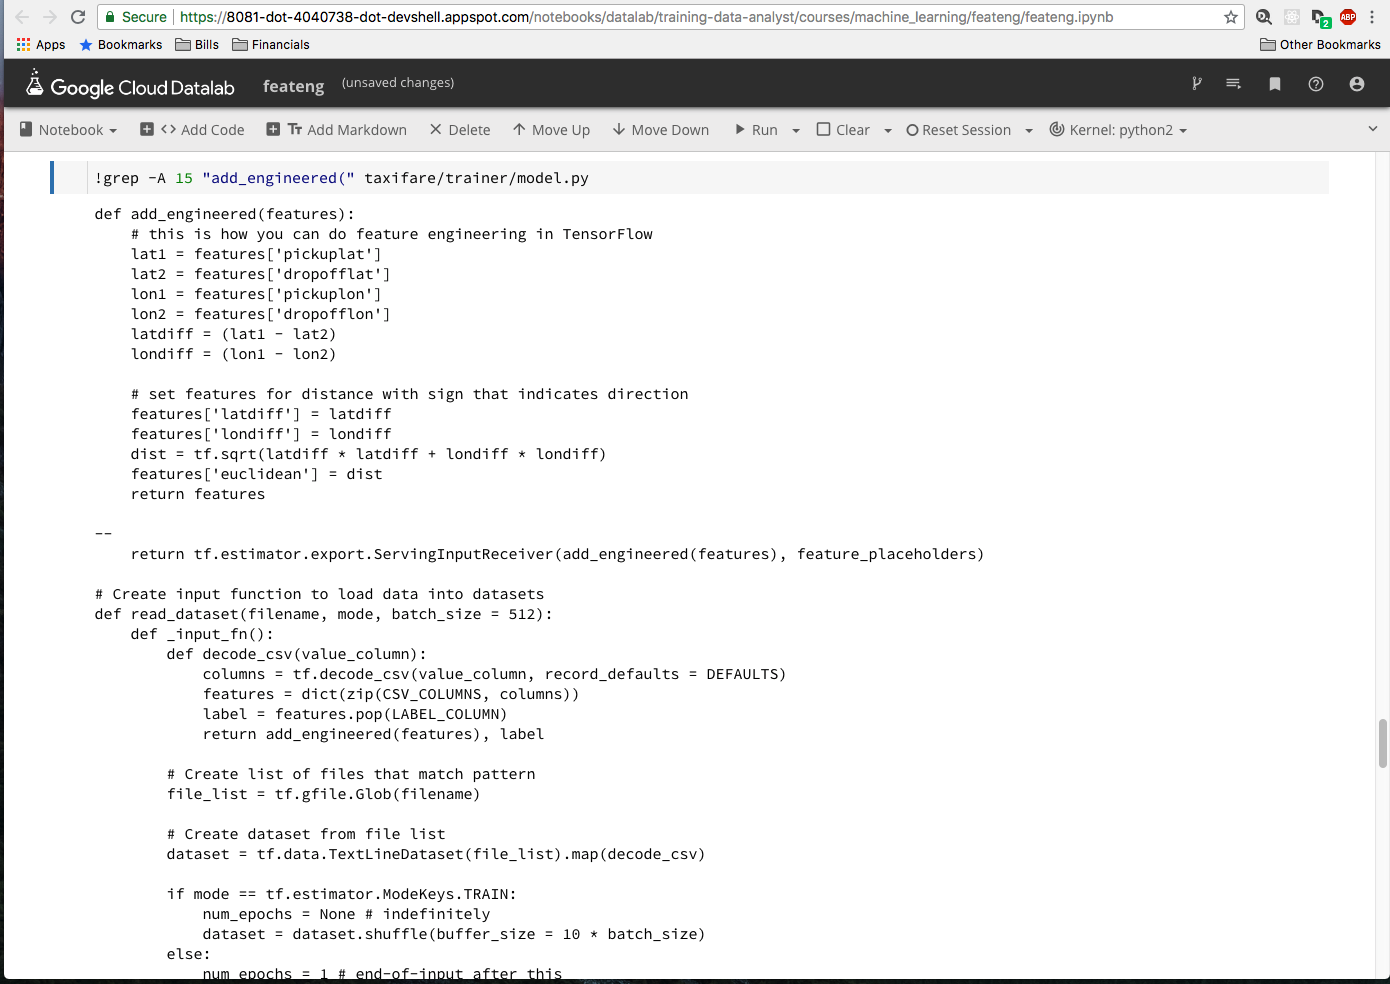 Secure https://8081-dot-4040738-dot-devshell.appspot.com/notebooks/datalab/training-data-analyst/courses/machine_learning/feateng/feateng.ipynb
2 ABP
Apps Bookmarks Bills Financials Other Bookmarks
Google Cloud Datalab feateng (unsaved changes)
Notebook Add Code Add Markdown Delete Move Up Move Down Run Clear Reset Session Kernel: python2
!grep -A 15 "add_engineered(" taxifare/trainer/model.py
def add_engineered(features):
    # this is how you can do feature engineering in TensorFlow
    lat1 = features['pickuplat']
    lat2 = features['dropofflat']
    lon1 = features['pickuplon']
    lon2 = features['dropofflon']
    latdiff = (lat1 - lat2)
    londiff = (lon1 - lon2)
    # set features for distance with sign that indicates direction
    features['latdiff'] = latdiff
    features['londiff'] = londiff
    dist = tf.sqrt(latdiff * latdiff + londiff * londiff)
    features['euclidean'] = dist
    return features
--
    return tf.estimator.export.ServingInputReceiver(add_engineered(features), feature_placeholders)
# Create input function to load data into datasets
def read_dataset(filename, mode, batch_size = 512):
    def _input_fn():
        def decode_csv(value_column):
            columns = tf.decode_csv(value_column, record_defaults = DEFAULTS)
            features = dict(zip(CSV_COLUMNS, columns))
            label = features.pop(LABEL_COLUMN)
            return add_engineered(features), label
        # Create list of files that match pattern
        file_list = tf.gfile.Glob(filename)
        # Create dataset from file list
        dataset = tf.data.TextLineDataset(file_list).map(decode_csv)
        if mode == tf.estimator.ModeKeys.TRAIN:
            num_epochs = None # indefinitely
            dataset = dataset.shuffle(buffer_size = 10 * batch_size)
        else:
            num_epochs = 1 # end-of-input after this